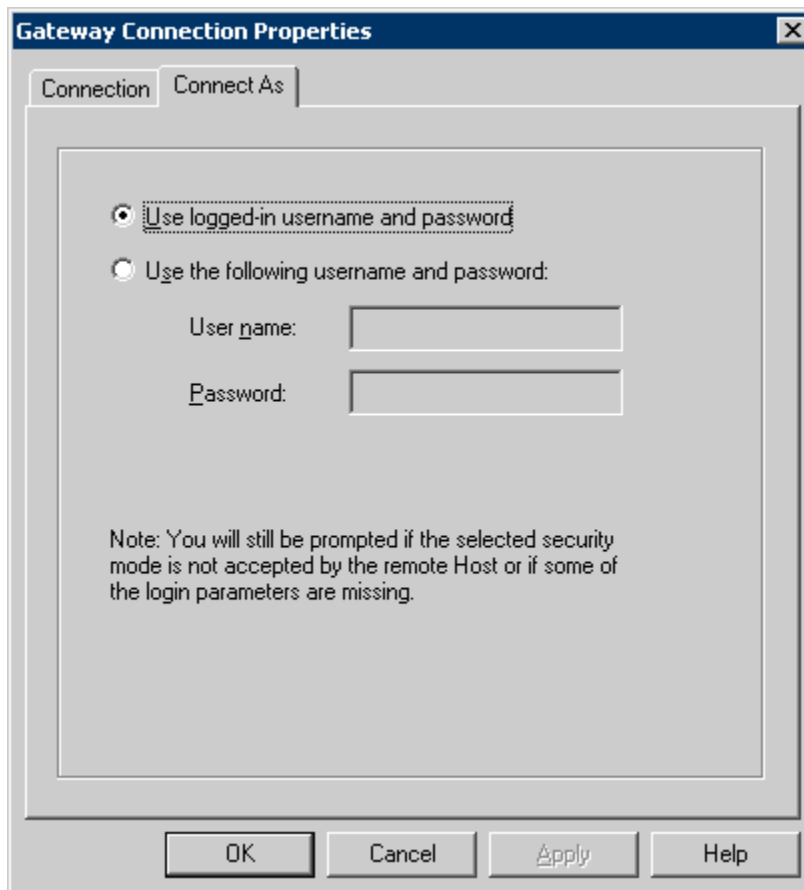 Gateway Connection Properties
Connection
Connect As
Use logged-in username and password
Use the following username and password:
User name:
Password:
Note: You will still be prompted if the selected security
mode is not accepted by the remote Host or if some of
the login parameters are missing.
OK
Cancel
Apply
Help